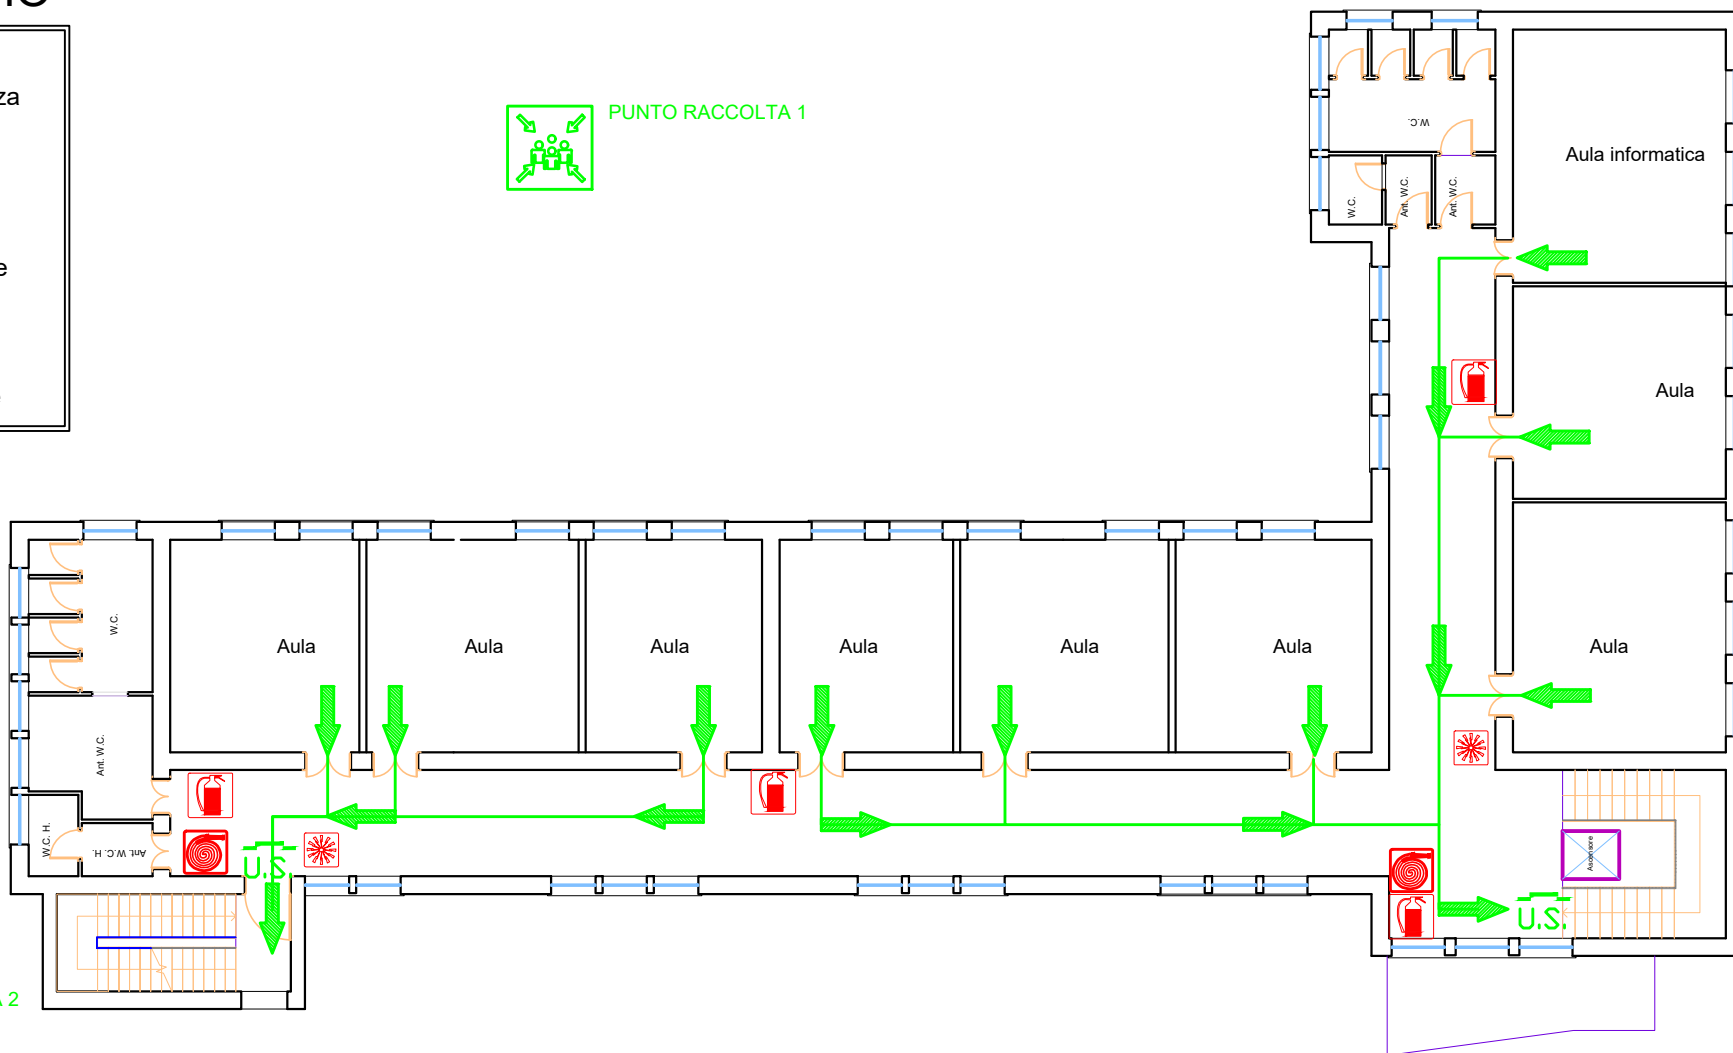 za
e
PUNTO RACCOLTA 1
W.C.
Aula informatica
W.C.
Ant. W.C.
Ant. W.C.
Aula
W.C.
Aula
Aula
Aula
Aula
Aula
Aula
Aula
Ant. W.C.
W.C. H.
Ant. W.C. H.
U.S.
Ascensore
U.S.
A 2